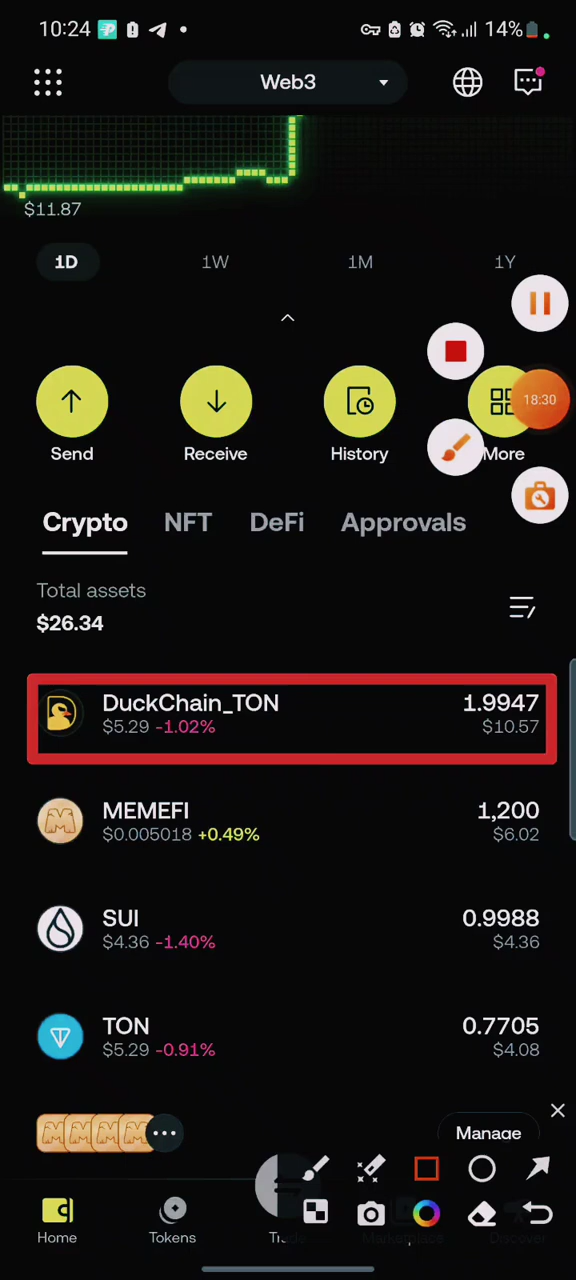 10:24 14%
Web3
$11.87
1D 1W 1M 1Y
18:30
Send Receive History More
Crypto NFT DeFi Approvals
Total assets
$26.34
DuckChain_TON 1.9947
$5.29 -1.02% $10.57
MEMEFI 1,200
$0.005018 +0.49% $6.02
SUI 0.9988
$4.36 -1.40% $4.36
TON 0.7705
$5.29 -0.91% $4.08
Manage
Home Tokens Trade Marketplace Discover